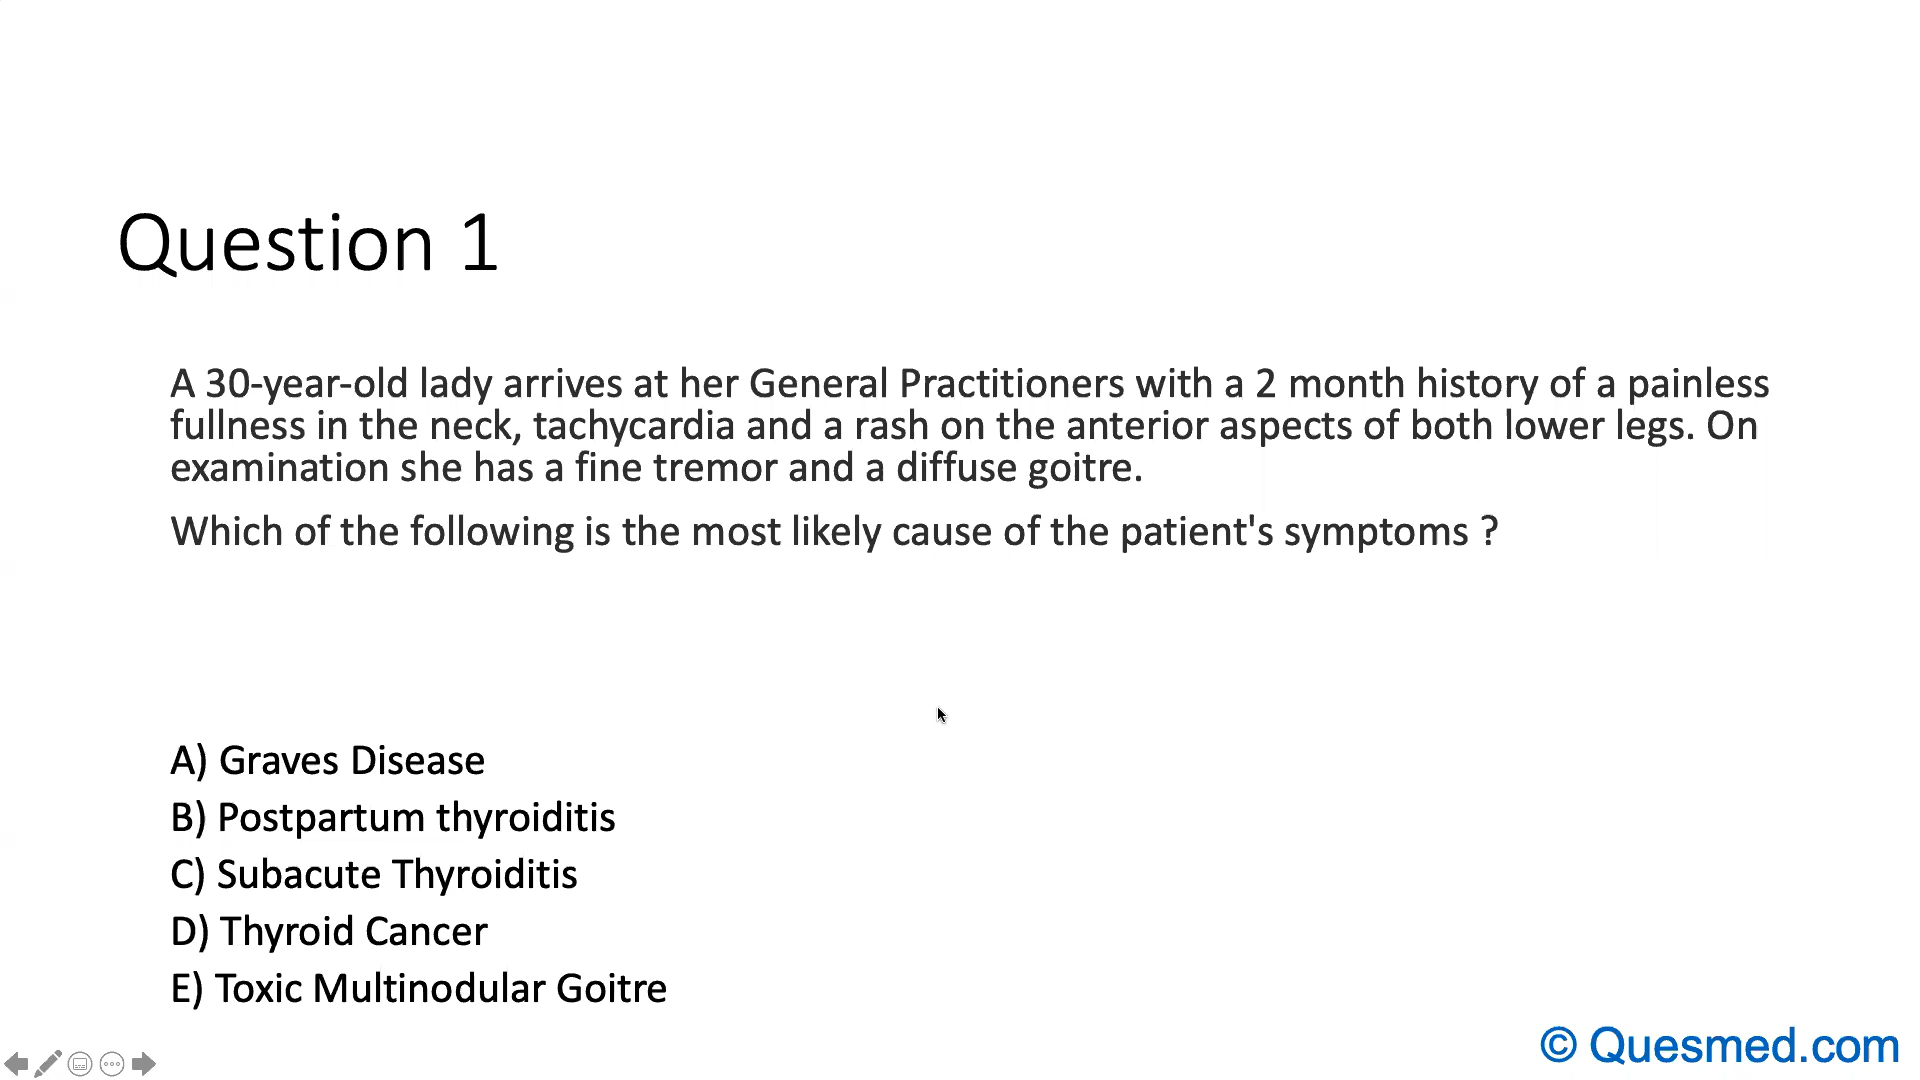 Question 1
A 30-year-old lady arrives at her General Practitioners with a 2 month history of a painless
fullness in the neck, tachycardia and a rash on the anterior aspects of both lower legs. On
examination she has a fine tremor and a diffuse goitre.
Which of the following is the most likely cause of the patient's symptoms ?
A) Graves Disease
B) Postpartum thyroiditis
C) Subacute Thyroiditis
D) Thyroid Cancer
E) Toxic Multinodular Goitre
© Quesmed.com